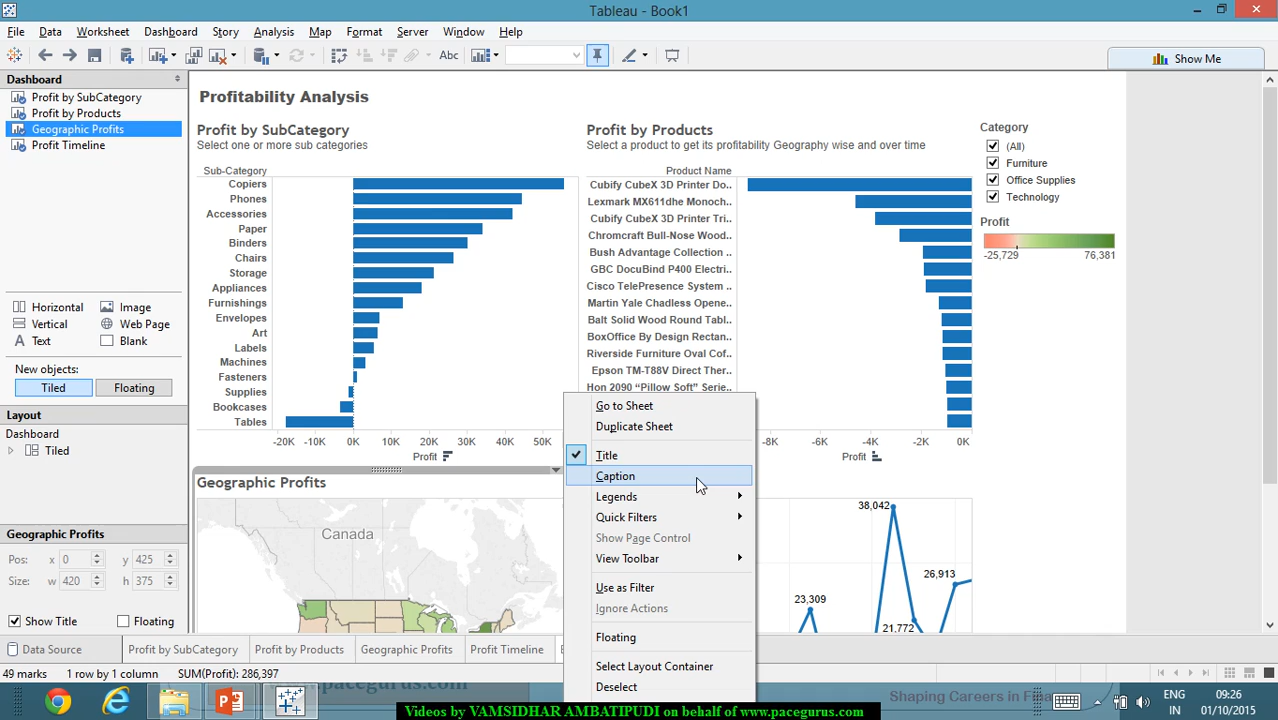 Tableau - Book1
File Data Worksheet Dashboard Story Analysis Map Format Server Window Help
Abc
Show Me
Dashboard
Profit by SubCategory
Profit by Products
Geographic Profits
Profit Timeline
Horizontal Image
Vertical Web Page
A Text Blank
New objects:
Tiled Floating
Layout
Dashboard
Tiled
Geographic Profits
Pos: x 0 y 425
Size: w 420 h 375
Show Title Floating
Profitability Analysis
Profit by SubCategory
Select one or more sub categories
Sub-Category
Copiers
Phones
Accessories
Paper
Binders
Chairs
Storage
Appliances
Furnishings
Envelopes
Art
Labels
Machines
Fasteners
Supplies
Bookcases
Tables
-20K -10K 0K 10K 20K 30K 40K 50K
Profit
Profit by Products
Select a product to get its profitability Geography wise and over time
Product Name
Cubify CubeX 3D Printer Do..
Lexmark MX611dhe Monoch..
Cubify CubeX 3D Printer Tri..
Chromcraft Bull-Nose Wood..
Bush Advantage Collection ..
GBC DocuBind P400 Electri..
Cisco TelePresence System ..
Martin Yale Chadless Opene..
Balt Solid Wood Round Tabl..
BoxOffice By Design Rectan..
Riverside Furniture Oval Cof..
Epson TM-T88V Direct Ther..
Hon 2090 “Pillow Soft” Serie..
-8K -6K -4K -2K 0K
Profit
Category
(All)
Furniture
Office Supplies
Technology
Profit
-25,729 76,381
Geographic Profits
Canada
Go to Sheet
Duplicate Sheet
Title
Caption
Legends
Quick Filters
Show Page Control
View Toolbar
Use as Filter
Ignore Actions
Floating
Select Layout Container
Deselect
38,042
26,913
23,309
21,772
Data Source Profit by SubCategory Profit by Products Geographic Profits Profit Timeline
49 marks 1 row by 1 column SUM(Profit): 286,397
www.pacegurus.com
Shaping Careers in Fina
ENG 09:26
IN 01/10/2015
Videos by VAMSIDHAR AMBATIPUDI on behalf of www.pacegurus.com